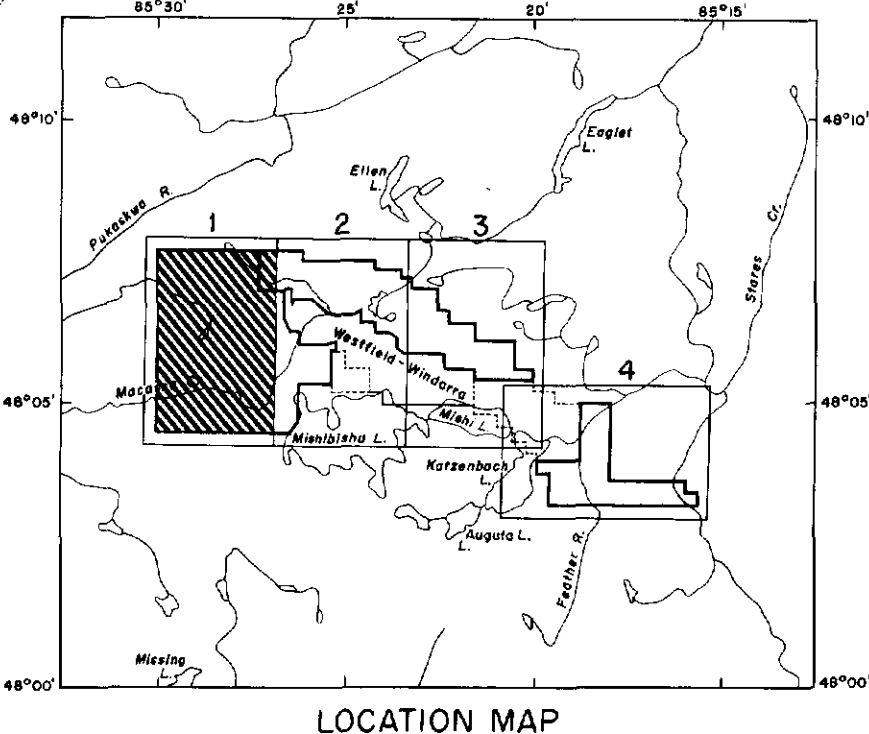 85°30'
25'
20'
85°15'
48°10'
48°10'
Eaglet
L.
Ellen
L.
Pukaskwa R.
Stares Cr.
1
2
3
Westfield - Windarra
4
48°05'
48°05'
Mishi L.
Mishibishu L.
Katzenbach
L.
Auguta L.
L.
Feather R.
Missing
L.
48°00'
48°00'
LOCATION MAP